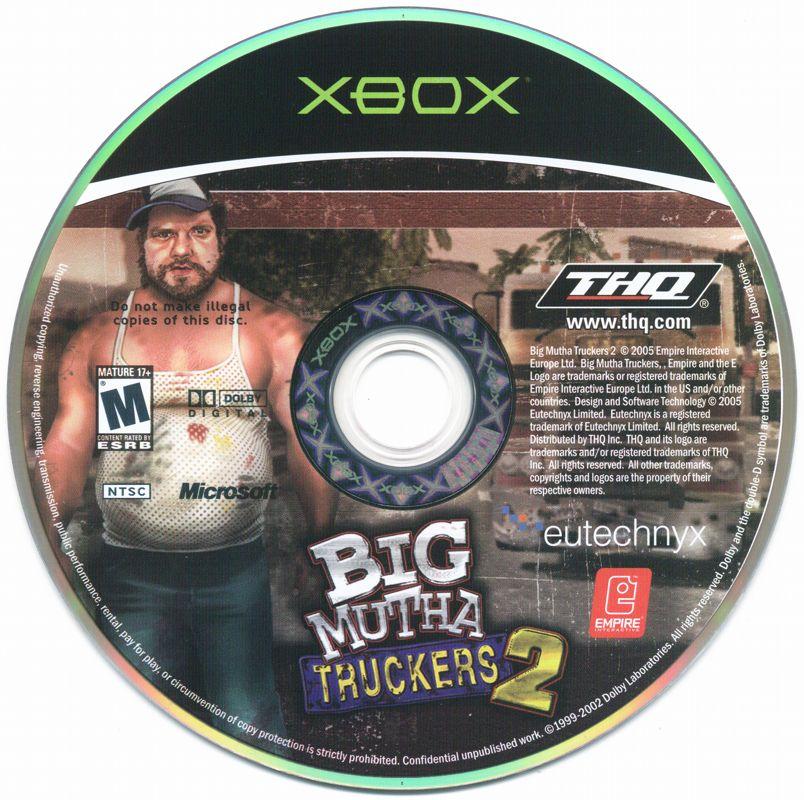 XBOX
THQ®
www.thq.com
Do not make illegal
copies of this disc.
Big Mutha Truckers 2 © 2005 Empire Interactive
Europe Ltd. Big Mutha Truckers, , Empire and the E
Logo are trademarks or registered trademarks of
Empire Interactive Europe Ltd. in the US and/or other
countries. Design and Software Technology © 2005
Eutechnyx Limited. Eutechnyx is a registered
trademark of Eutechnyx Limited. All rights reserved.
Distributed by THQ Inc. THQ and its logo are
trademarks and/or registered trademarks of THQ
Inc. All rights reserved. All other trademarks,
copyrights and logos are the property of their
respective owners.
MATURE 17+
M
CONTENT RATED BY
ESRB
DOLBY
DIGITAL
NTSC
Microsoft
XBOX
eutechnyx
EMPIRE
INTERACTIVE
BIG
MUTHA
TRUCKERS 2
Unauthorized copying, reverse engineering, transmission, public performance, rental, pay for play, or circumvention of copy protection is strictly prohibited. Confidential unpublished work. ©1999-2002 Dolby Laboratories. All rights reserved. Dolby and the double-D symbol are trademarks of Dolby Laboratories.